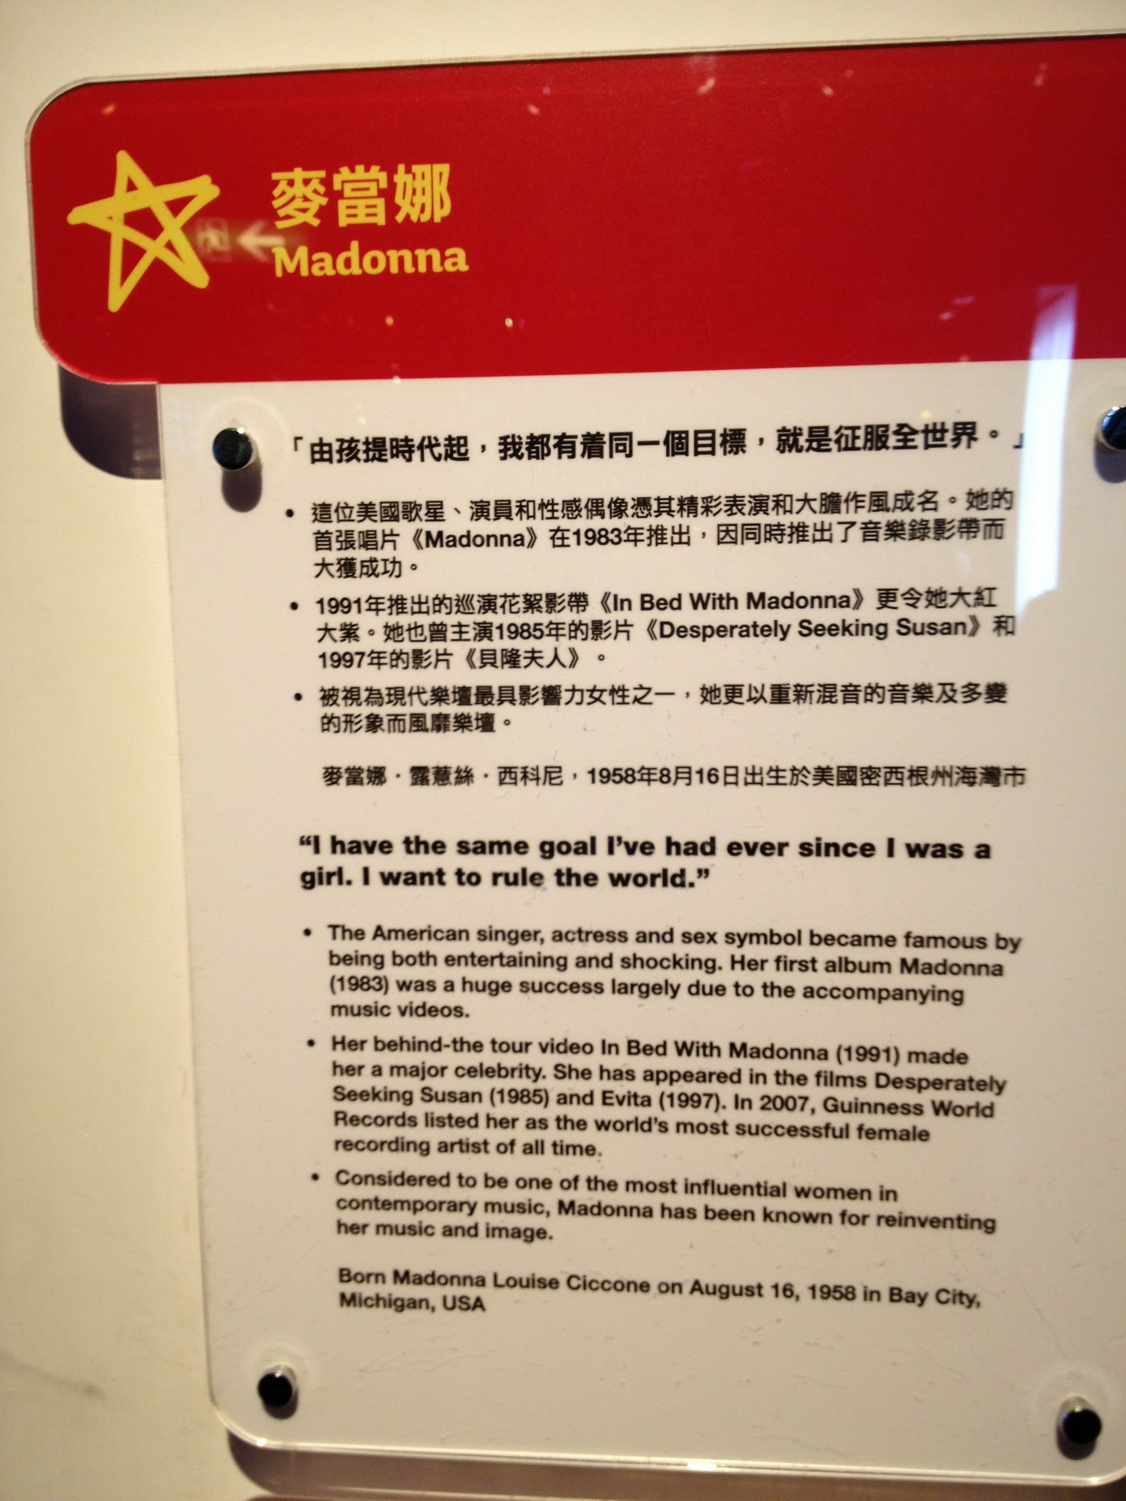 麥當娜
Madonna
「由孩提時代起，我都有着同一個目標，就是征服全世界。」
• 這位美國歌星、演員和性感偶像憑其精彩表演和大膽作風成名。她的
首張唱片《Madonna》在1983年推出，因同時推出了音樂錄影帶而
大獲成功。
• 1991年推出的巡演花絮影帶《In Bed With Madonna》更令她大紅
大紫。她也曾主演1985年的影片《Desperately Seeking Susan》和
1997年的影片《貝隆夫人》。
• 被視為現代樂壇最具影響力女性之一，她更以重新混音的音樂及多變
的形象而風靡樂壇。
麥當娜‧露薏絲‧西科尼，1958年8月16日出生於美國密西根州海灣市
“I have the same goal I’ve had ever since I was a
girl. I want to rule the world.”
• The American singer, actress and sex symbol became famous by
being both entertaining and shocking. Her first album Madonna
(1983) was a huge success largely due to the accompanying
music videos.
• Her behind-the tour video In Bed With Madonna (1991) made
her a major celebrity. She has appeared in the films Desperately
Seeking Susan (1985) and Evita (1997). In 2007, Guinness World
Records listed her as the world’s most successful female
recording artist of all time.
• Considered to be one of the most influential women in
contemporary music, Madonna has been known for reinventing
her music and image.
Born Madonna Louise Ciccone on August 16, 1958 in Bay City,
Michigan, USA